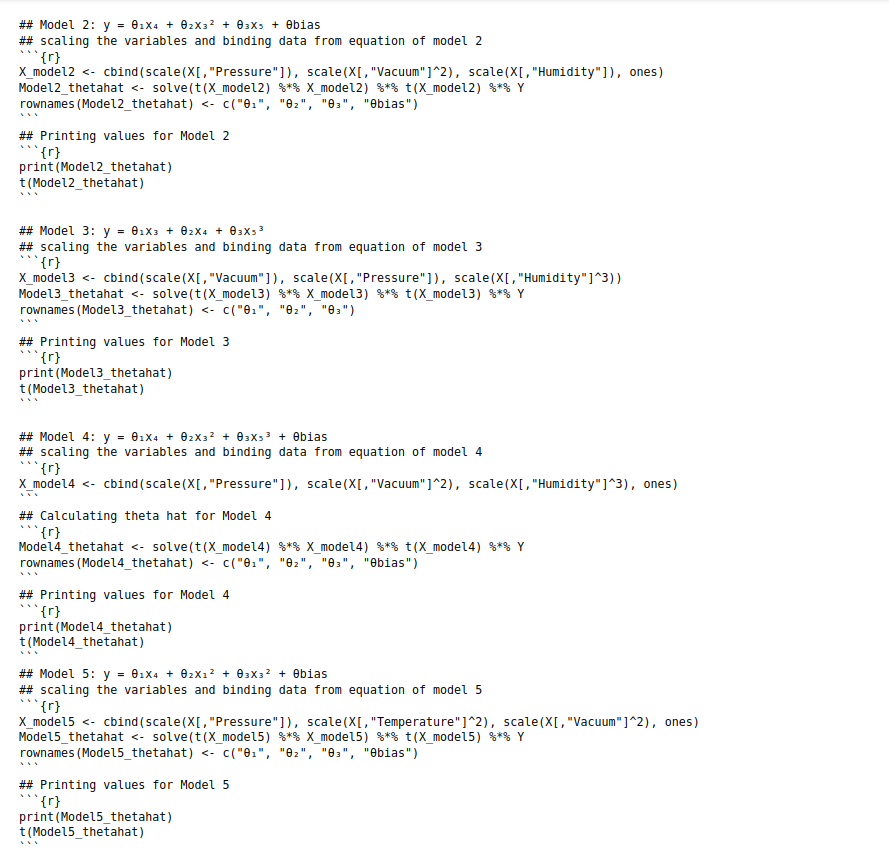 ## Model 2: y = θ₁x₄ + θ₂x₃² + θ₃x₅ + θbias
## scaling the variables and binding data from equation of model 2
```{r}
X_model2 <- cbind(scale(X[,"Pressure"]), scale(X[,"Vacuum"]^2), scale(X[,"Humidity"]), ones)
Model2_thetahat <- solve(t(X_model2) %*% X_model2) %*% t(X_model2) %*% Y
rownames(Model2_thetahat) <- c("θ₁", "θ₂", "θ₃", "θbias")
```
## Printing values for Model 2
```{r}
print(Model2_thetahat)
t(Model2_thetahat)
```
## Model 3: y = θ₁x₃ + θ₂x₄ + θ₃x₅³
## scaling the variables and binding data from equation of model 3
```{r}
X_model3 <- cbind(scale(X[,"Vacuum"]), scale(X[,"Pressure"]), scale(X[,"Humidity"]^3))
Model3_thetahat <- solve(t(X_model3) %*% X_model3) %*% t(X_model3) %*% Y
rownames(Model3_thetahat) <- c("θ₁", "θ₂", "θ₃")
```
## Printing values for Model 3
```{r}
print(Model3_thetahat)
t(Model3_thetahat)
```
## Model 4: y = θ₁x₄ + θ₂x₃² + θ₃x₅³ + θbias
## scaling the variables and binding data from equation of model 4
```{r}
X_model4 <- cbind(scale(X[,"Pressure"]), scale(X[,"Vacuum"]^2), scale(X[,"Humidity"]^3), ones)
```
## Calculating theta hat for Model 4
```{r}
Model4_thetahat <- solve(t(X_model4) %*% X_model4) %*% t(X_model4) %*% Y
rownames(Model4_thetahat) <- c("θ₁", "θ₂", "θ₃", "θbias")
```
## Printing values for Model 4
```{r}
print(Model4_thetahat)
t(Model4_thetahat)
```
## Model 5: y = θ₁x₄ + θ₂x₁² + θ₃x₃² + θbias
## scaling the variables and binding data from equation of model 5
```{r}
X_model5 <- cbind(scale(X[,"Pressure"]), scale(X[,"Temperature"]^2), scale(X[,"Vacuum"]^2), ones)
Model5_thetahat <- solve(t(X_model5) %*% X_model5) %*% t(X_model5) %*% Y
rownames(Model5_thetahat) <- c("θ₁", "θ₂", "θ₃", "θbias")
```
## Printing values for Model 5
```{r}
print(Model5_thetahat)
t(Model5_thetahat)
```